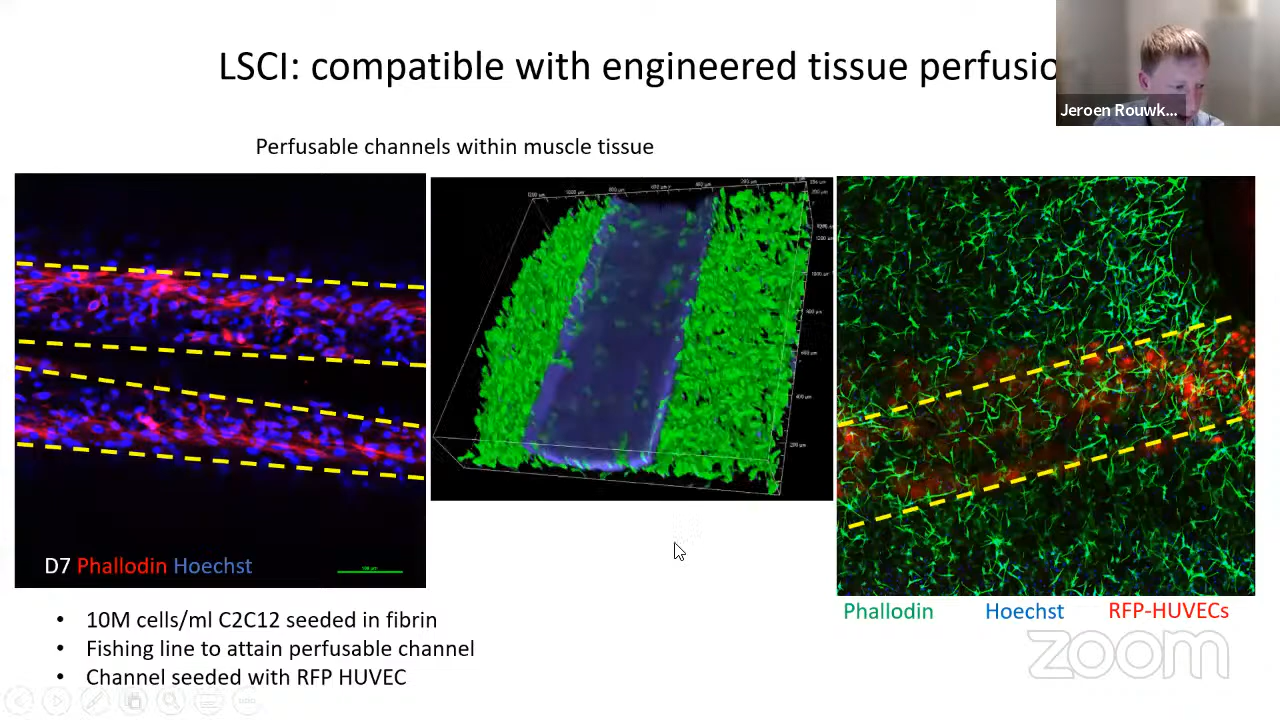 LSCI: compatible with engineered tissue perfusio
Jeroen Rouwk...
Perfusable channels within muscle tissue
D7 Phallodin Hoechst
Phallodin Hoechst RFP-HUVECs
• 10M cells/ml C2C12 seeded in fibrin
• Fishing line to attain perfusable channel
• Channel seeded with RFP HUVEC
zoom